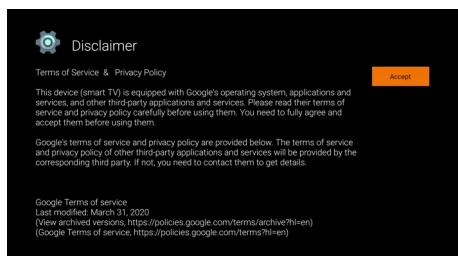 Disclaimer
Terms of Service & Privacy Policy
Accept
This device (smart TV) is equipped with Google's operating system, applications and
services, and other third-party applications and services. Please read their terms of
service and privacy policy carefully before using them. You need to fully agree and
accept them before using them.
Google's terms of service and privacy policy are provided below. The terms of service
and privacy policy of other third-party applications and services will be provided by the
corresponding third party. If not, you need to contact them to get details.
Google Terms of service
Last modified: March 31, 2020
(View archived versions, https://policies.google.com/terms/archive?hl=en)
(Google Terms of service, https://policies.google.com/terms?hl=en)